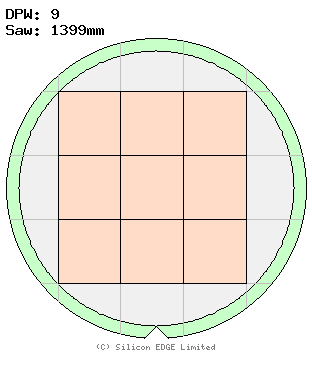 DPW: 9
Saw: 1399mm
(C) Silicon EDGE Limited